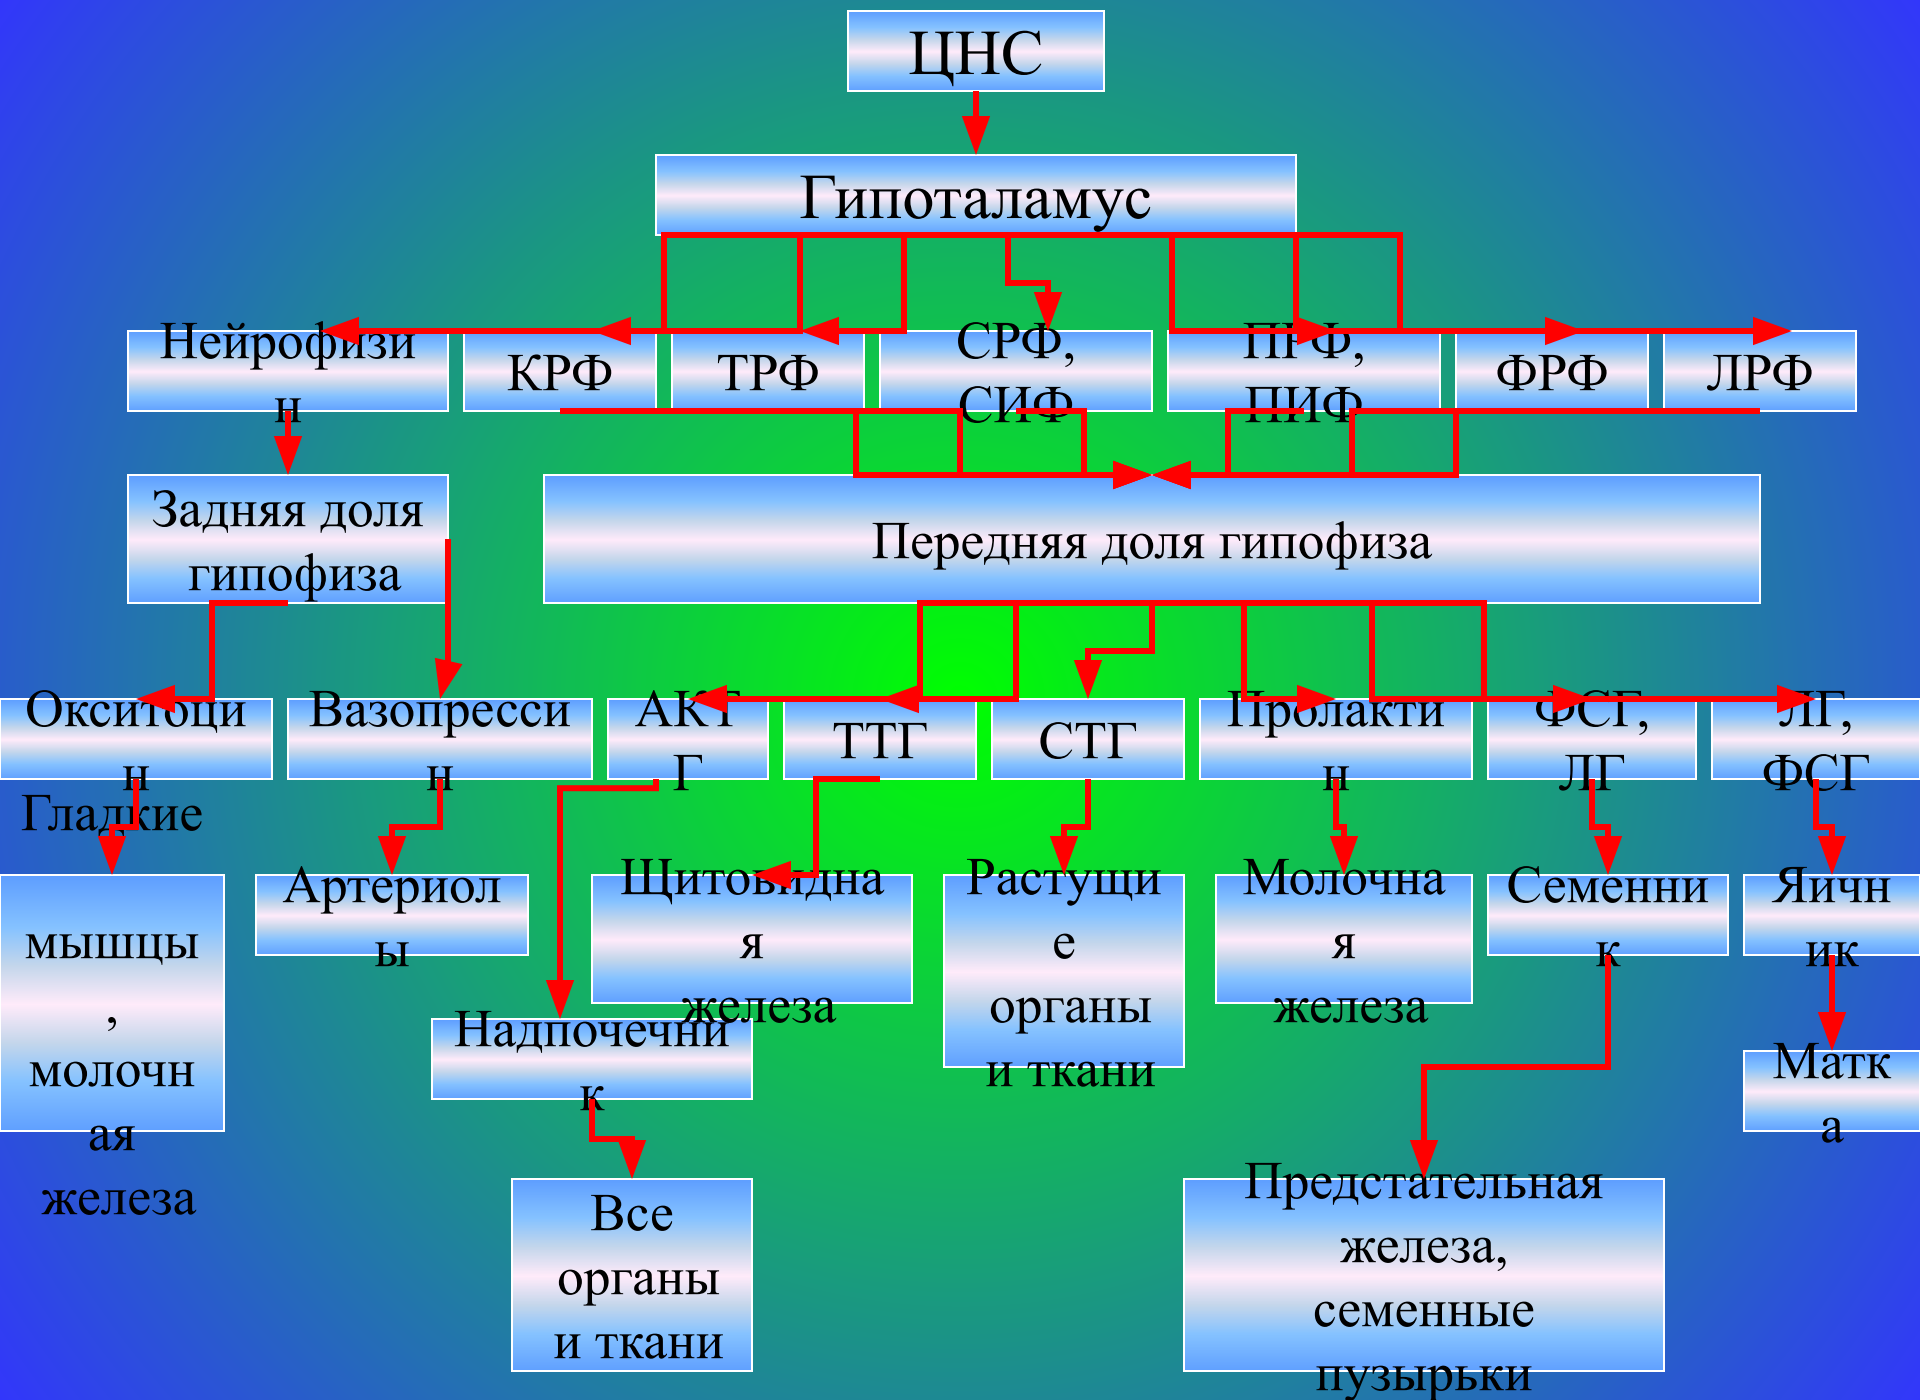 ЦНС
Гипоталамус
Нейрофизи
н
КРФ
ТРФ
СРФ,
СИФ
ПРФ,
ПИФ
ФРФ
ЛРФ
Задняя доля
гипофиза
Передняя доля гипофиза
Окситоци
н
Вазопресси
н
АКТ
Г
ТТГ
СТГ
Пролакти
н
ФСГ,
ЛГ
ЛГ,
ФСГ
Гладкие
мышцы
,
молочн
ая
железа
Артериол
ы
Надпочечни
к
Щитовидна
я
железа
Растущи
е
органы
и ткани
Молочна
я
железа
Семенни
к
Яичн
ик
Матк
а
Все
органы
и ткани
Предстательная
железа,
семенные
пузырьки